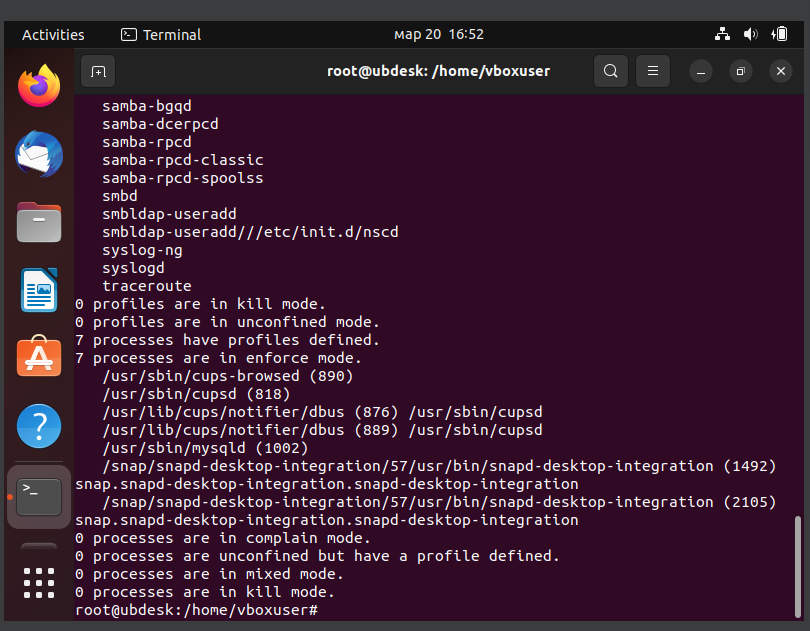 Activities
Terminal
мар 20 16:52
root@ubdesk: /home/vboxuser
samba-bgqd
samba-dcerpcd
samba-rpcd
samba-rpcd-classic
samba-rpcd-spoolss
smbd
smbldap-useradd
smbldap-useradd///etc/init.d/nscd
syslog-ng
syslogd
traceroute
0 profiles are in kill mode.
0 profiles are in unconfined mode.
7 processes have profiles defined.
7 processes are in enforce mode.
/usr/sbin/cups-browsed (890)
/usr/sbin/cupsd (818)
/usr/lib/cups/notifier/dbus (876) /usr/sbin/cupsd
/usr/lib/cups/notifier/dbus (889) /usr/sbin/cupsd
/usr/sbin/mysqld (1002)
/snap/snapd-desktop-integration/57/usr/bin/snapd-desktop-integration (1492)
snap.snapd-desktop-integration.snapd-desktop-integration
/snap/snapd-desktop-integration/57/usr/bin/snapd-desktop-integration (2105)
snap.snapd-desktop-integration.snapd-desktop-integration
0 processes are in complain mode.
0 processes are unconfined but have a profile defined.
0 processes are in mixed mode.
0 processes are in kill mode.
root@ubdesk:/home/vboxuser#